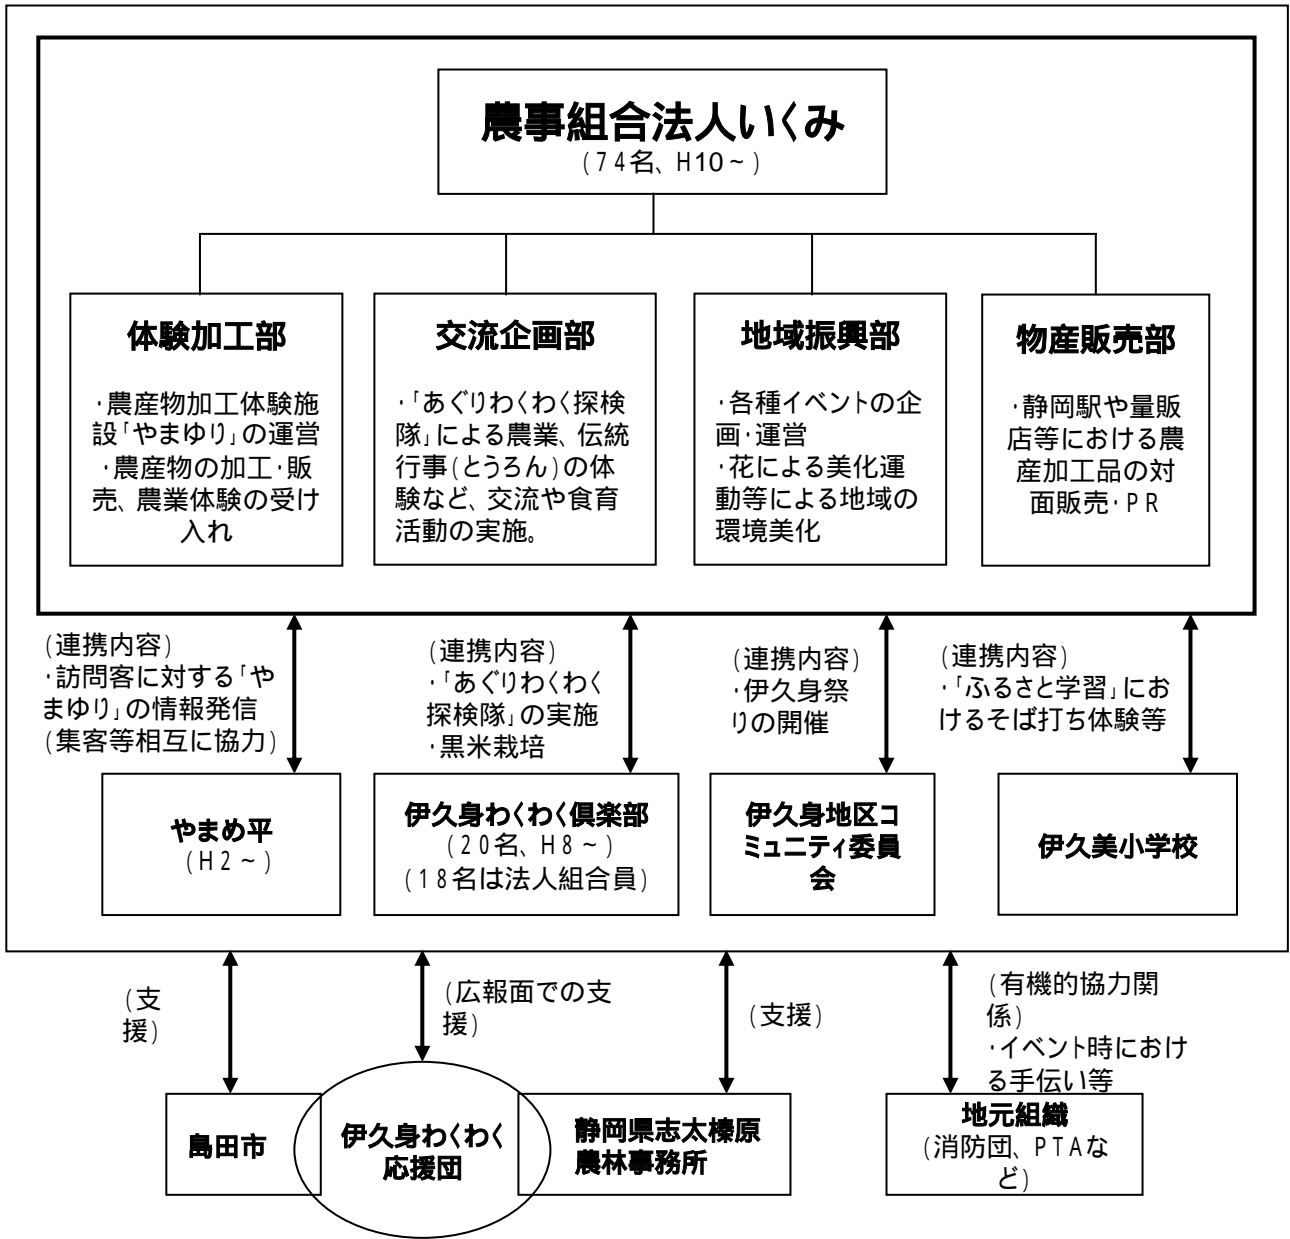 農事組合法人いくみ
(74名、H10~)
体験加工部
・農産物加工体験施
設「やまゆり」の運営
・農産物の加工・販
売、農業体験の受け
入れ
交流企画部
・「あぐりわくわく探検
隊」による農業、伝統
行事(とうろん)の体
験など、交流や食育
活動の実施。
地域振興部
・各種イベントの企
画・運営
・花による美化運
動等による地域の
環境美化
物産販売部
・静岡駅や量販
店等における農
産加工品の対
面販売・PR
(連携内容)
・訪問客に対する「や
まゆり」の情報発信
(集客等相互に協力)
(連携内容)
・「あぐりわくわく
探検隊」の実施
・黒米栽培
(連携内容)
・伊久身祭
りの開催
(連携内容)
・「ふるさと学習」にお
けるそば打ち体験等
やまめ平
(H2~)
伊久身わくわく倶楽部
(20名、H8~)
(18名は法人組合員)
伊久身地区コ
ミュニティ委員
会
伊久美小学校
(支
援)
(広報面での支
援)
(支援)
(有機的協力関
係)
・イベント時におけ
る手伝い等
島田市
伊久身わくわく
応援団
静岡県志太榛原
農林事務所
地元組織
(消防団、PTAな
ど)